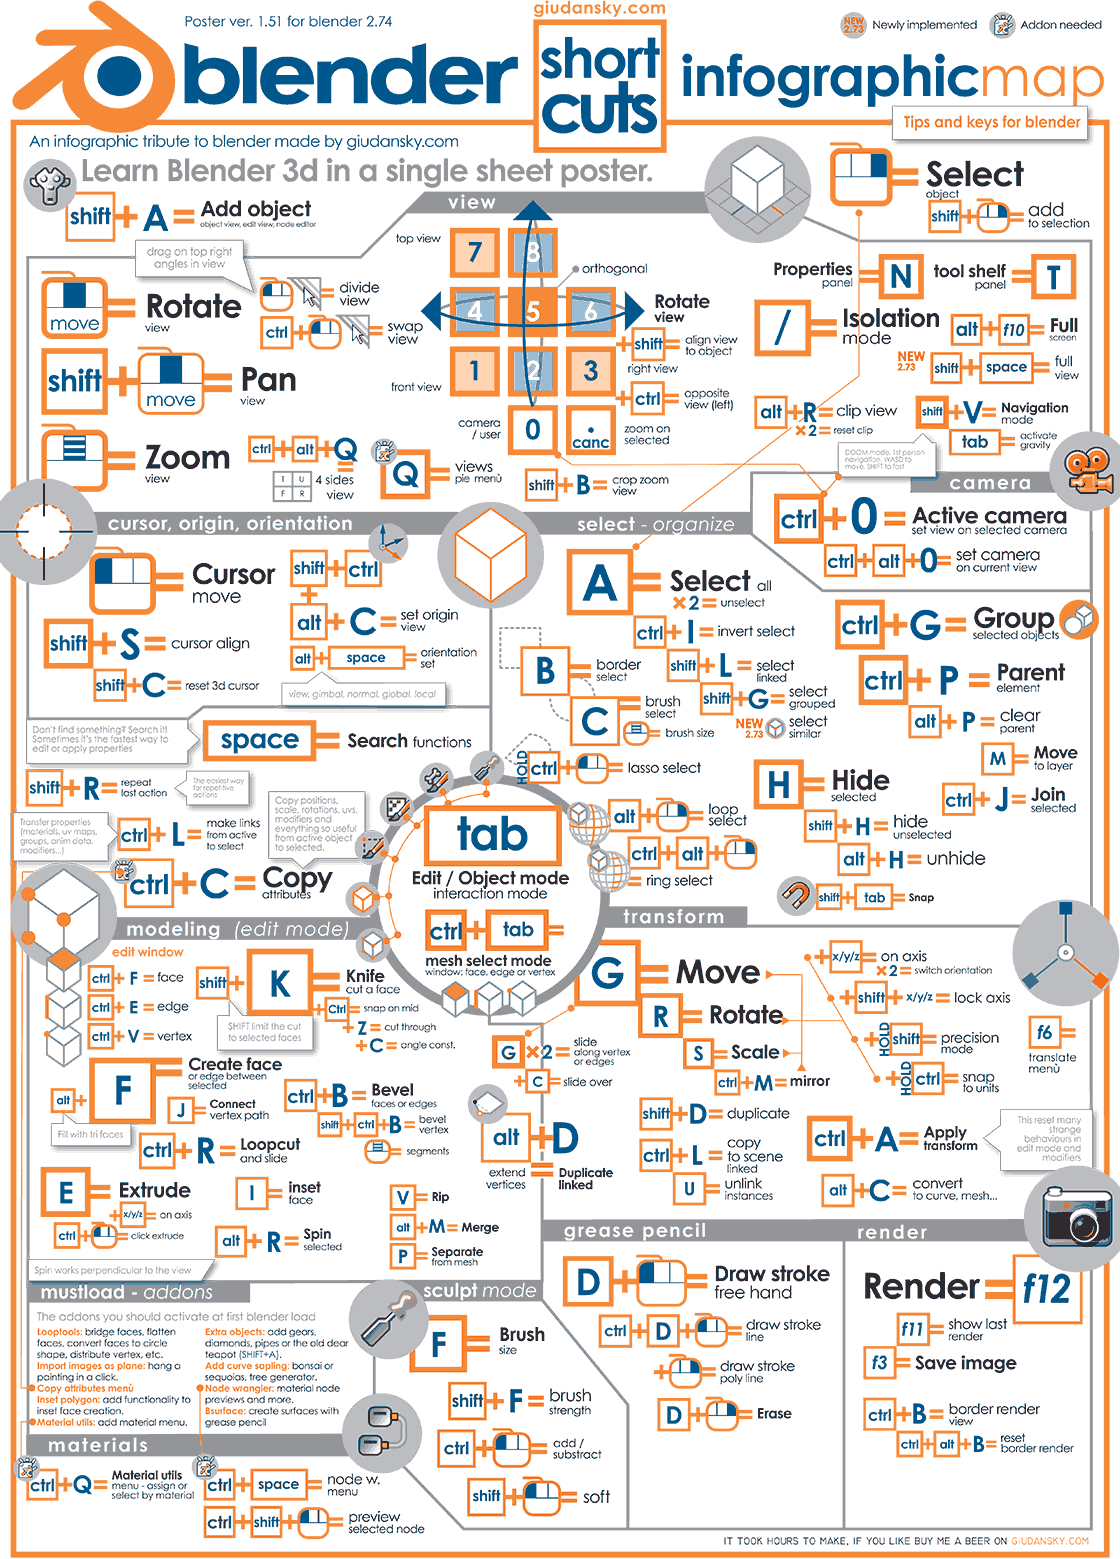 Poster ver. 1.51 for blender 2.74
giudansky.com
NEW 2.73 Newly implemented
Addon needed
blender
short
cuts
infographicmap
Tips and keys for blender
An infographic tribute to blender made by giudansky.com
Learn Blender 3d in a single sheet poster.
shift + A = Add object
object view, edit view, node editor
view
Select
object
shift + = add
to selection
drag on top right
angles in view
move = Rotate
view
= divide
view
ctrl + = swap
view
shift + move = Pan
view
Zoom
view
ctrl + alt + Q
= 4 sides
view
T U
F R
Q = views
pie menù
top view
7 8
orthogonal
4 5 6
Rotate
view
+ shift = align view
to object
front view
1 2 3
right view
+ ctrl = opposite
view (left)
camera
/ user
0 . canc
zoom on
selected
shift + B = crop zoom
view
Properties
panel = N
tool shelf
panel = T
/ = Isolation
mode
alt + f10 = Full
screen
NEW
2.73
shift + space = full
view
alt + R = clip view
×2 = reset clip
shift + V = Navigation
mode
tab = activate
gravity
DOOM mode, 1st person
navigation. WASD to
move, SHIFT to fast
camera
ctrl + 0 = Active camera
set view on selected camera
ctrl + alt + 0 = set camera
on current view
cursor, origin, orientation
Cursor
move
shift + ctrl
+
alt + C = set origin
view
shift + S = cursor align
shift + C = reset 3d cursor
alt + space = orientation
set
view, gimbal, normal, global, local
select - organize
A = Select all
×2 = unselect
ctrl + I = invert select
shift + L = select
linked
shift + G = select
grouped
NEW
2.73
select
similar
B = border
select
C = brush
select
= brush size
HOLD
ctrl + = lasso select
alt + = loop
select
ctrl + alt +
= ring select
ctrl + G = Group
selected objects
ctrl + P = Parent
element
alt + P = clear
parent
M = Move
to layer
ctrl + J = Join
selected
H = Hide
selected
shift + H = hide
unselected
alt + H = unhide
shift + tab = Snap
Don't find something? Search it!
Sometimes it's the fastest way to
edit or apply properties
space = Search functions
shift + R = repeat
last action
The easiest way
for repetitive
actions
Transfer properties
(materials, uv maps,
groups, anim data,
modifiers...)
ctrl + L = make links
from active
to select
Copy positions,
scale, rotations, uvs,
modifiers and
everything so useful
from active object
to selected.
ctrl + C = Copy
attributes
tab
Edit / Object mode
interaction mode
ctrl + tab =
mesh select mode
window: face, edge or vertex
modeling (edit mode)
edit window
ctrl + F = face
ctrl + E = edge
ctrl + V = vertex
shift + K = Knife
cut a face
Ctrl = snap on mid
+ Z = cut through
+ C = angle const.
SHIFT limit the cut
to selected faces
alt + F = Create face
or edge between
selected
Fill with tri faces
J = Connect
vertex path
ctrl + B = Bevel
faces or edges
shift + ctrl + B = bevel
vertex
= segments
ctrl + R = Loopcut
and slide
E = Extrude
+ x/y/z = on axis
ctrl + = click extrude
I = inset
face
alt + R = Spin
selected
Spin works perpendicular to the view
V = Rip
alt + M = Merge
P = Separate
from mesh
transform
G = Move
R = Rotate
S = Scale
ctrl + M = mirror
G ×2 = slide
along vertex
or edges
+ C = slide over
alt + D
extend
vertices
= Duplicate
linked
+ x/y/z = on axis
×2 = switch orientation
+ shift + x/y/z = lock axis
+ HOLD shift = precision
mode
+ HOLD ctrl = snap
to units
f6 =
translate
menù
shift + D = duplicate
ctrl + L = copy
to scene
linked
U = unlink
instances
ctrl + A = Apply
transform
This reset many
strange
behaviours in
edit mode and
modifiers
alt + C = convert
to curve, mesh...
mustload - addons
The addons you should activate at first blender load
Looptools: bridge faces, flatten
faces, convert faces to circle
shape, distribute vertex, etc.
Import images as plane: hang a
painting in a click.
Copy attributes menù
Inset polygon: add functionality to
inset face creation.
Material utils: add material menu.
Extra objects: add gears,
diamonds, pipes or the old dear
teapot (SHIFT+A).
Add curve sapling: bonsai or
sequoias, tree generator.
Node wrangler: material node
previews and more.
Bsurface: create surfaces with
grease pencil
materials
ctrl + Q = Material utils
menu - assign or
select by material
ctrl + space = node w.
menu
ctrl + shift + = preview
selected node
sculpt mode
F = Brush
size
shift + F = brush
strength
ctrl + = add /
substract
shift + = soft
grease pencil
D + = Draw stroke
free hand
ctrl + D + = draw stroke
line
+ = draw stroke
poly line
D + = Erase
render
Render = f12
f11 = show last
render
f3 = Save image
ctrl + B = border render
view
ctrl + alt + B = reset
border render
IT TOOK HOURS TO MAKE, IF YOU LIKE BUY ME A BEER ON GIUDANSKY.COM